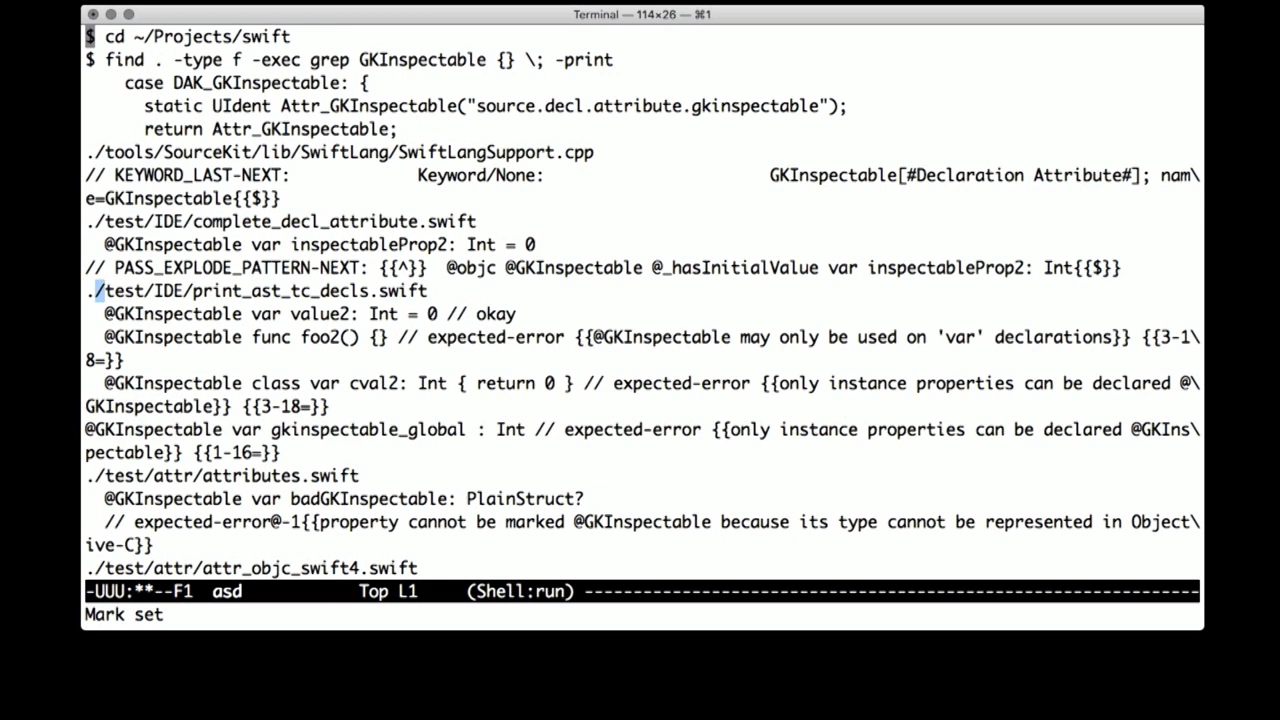 Terminal — 114×26 — ⌘1
$ cd ~/Projects/swift
$ find . -type f -exec grep GKInspectable {} \; -print
    case DAK_GKInspectable: {
      static UIdent Attr_GKInspectable("source.decl.attribute.gkinspectable");
      return Attr_GKInspectable;
./tools/SourceKit/lib/SwiftLang/SwiftLangSupport.cpp
// KEYWORD_LAST-NEXT:             Keyword/None:                       GKInspectable[#Declaration Attribute#]; nam\
e=GKInspectable{{$}}
./test/IDE/complete_decl_attribute.swift
  @GKInspectable var inspectableProp2: Int = 0
// PASS_EXPLODE_PATTERN-NEXT: {{^}}  @objc @GKInspectable @_hasInitialValue var inspectableProp2: Int{{$}}
./test/IDE/print_ast_tc_decls.swift
  @GKInspectable var value2: Int = 0 // okay
  @GKInspectable func foo2() {} // expected-error {{@GKInspectable may only be used on 'var' declarations}} {{3-1\
8=}}
  @GKInspectable class var cval2: Int { return 0 } // expected-error {{only instance properties can be declared @\
GKInspectable}} {{3-18=}}
@GKInspectable var gkinspectable_global : Int // expected-error {{only instance properties can be declared @GKIns\
pectable}} {{1-16=}}
./test/attr/attributes.swift
  @GKInspectable var badGKInspectable: PlainStruct?
  // expected-error@-1{{property cannot be marked @GKInspectable because its type cannot be represented in Object\
ive-C}}
./test/attr/attr_objc_swift4.swift
-UUU:**--F1  asd            Top L1     (Shell:run) ---------------------------------------------------------------
Mark set